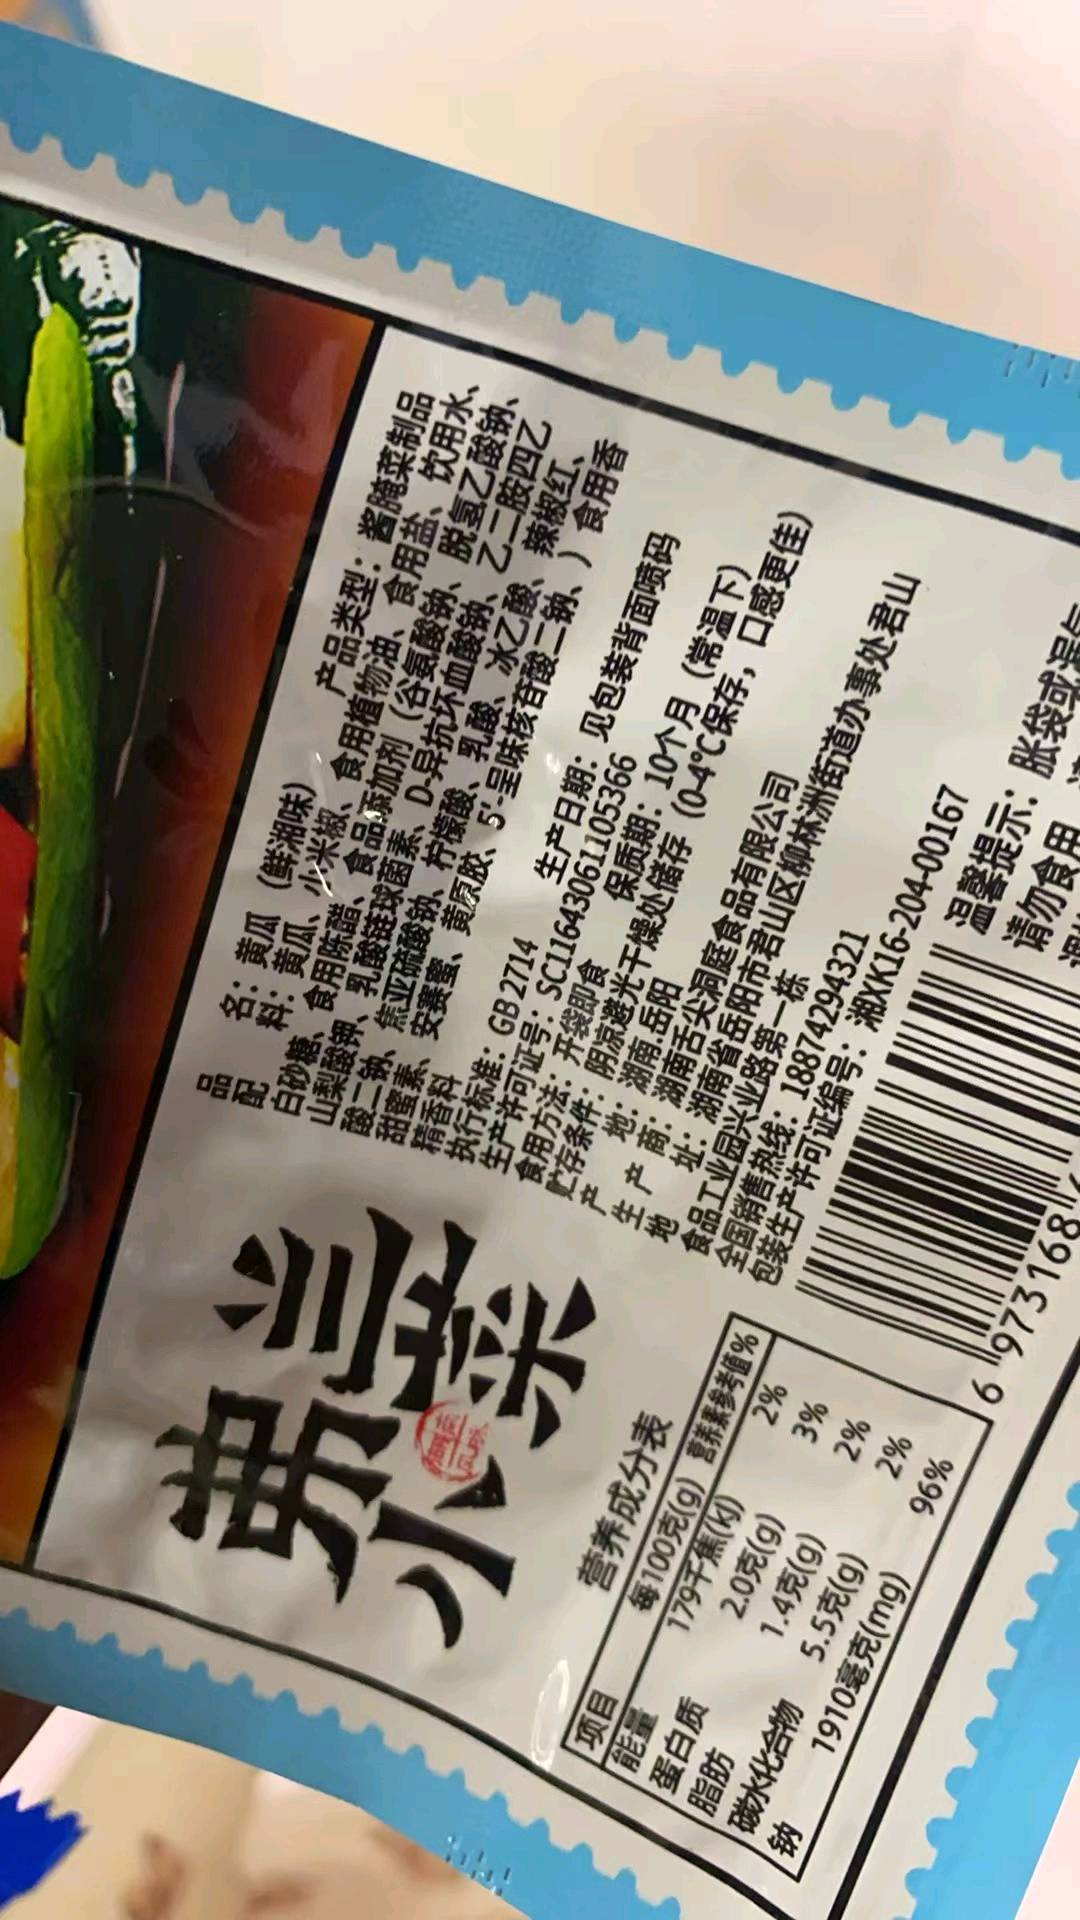 弗兰
小菜
品 名：黄瓜（鲜湘味） 产品类型：酱腌菜制品
配 料：黄瓜、小米椒、食用植物油、食用盐、饮用水、
白砂糖、食用陈醋、食品添加剂（谷氨酸钠、脱氢乙酸钠、
山梨酸钾、乳酸链球菌素、D-异抗坏血酸钠、乙二胺四乙
酸二钠、焦亚硫酸钠、柠檬酸、乳酸、冰乙酸、辣椒红、
甜蜜素、安赛蜜、黄原胶、5'-呈味核苷酸二钠、）食用香
精香料
执行标准：GB 2714 生产日期：见包装背面喷码
生产许可证号：SC11643061105366
食用方法：开袋即食 保质期：10个月（常温下）
贮存条件：阴凉避光干燥处储存（0-4°C保存，口感更佳）
产 地：湖南岳阳
生 产 商：湖南舌尖洞庭食品有限公司
地 址：湖南省岳阳市君山区柳林洲街道办事处君山
食品工业园兴业路第一栋
全国销售热线：18874294321
包装生产许可证编号：湘XK16-204-00167
营养成分表
项目 每100克(g) 营养素参考值%
能量 179千焦(kJ) 2%
蛋白质 2.0克(g) 3%
脂肪 1.4克(g) 2%
碳水化合物 5.5克(g) 2%
钠 1910毫克(mg) 96%
6 973168
温馨提示：胀袋或漏气
请勿食用